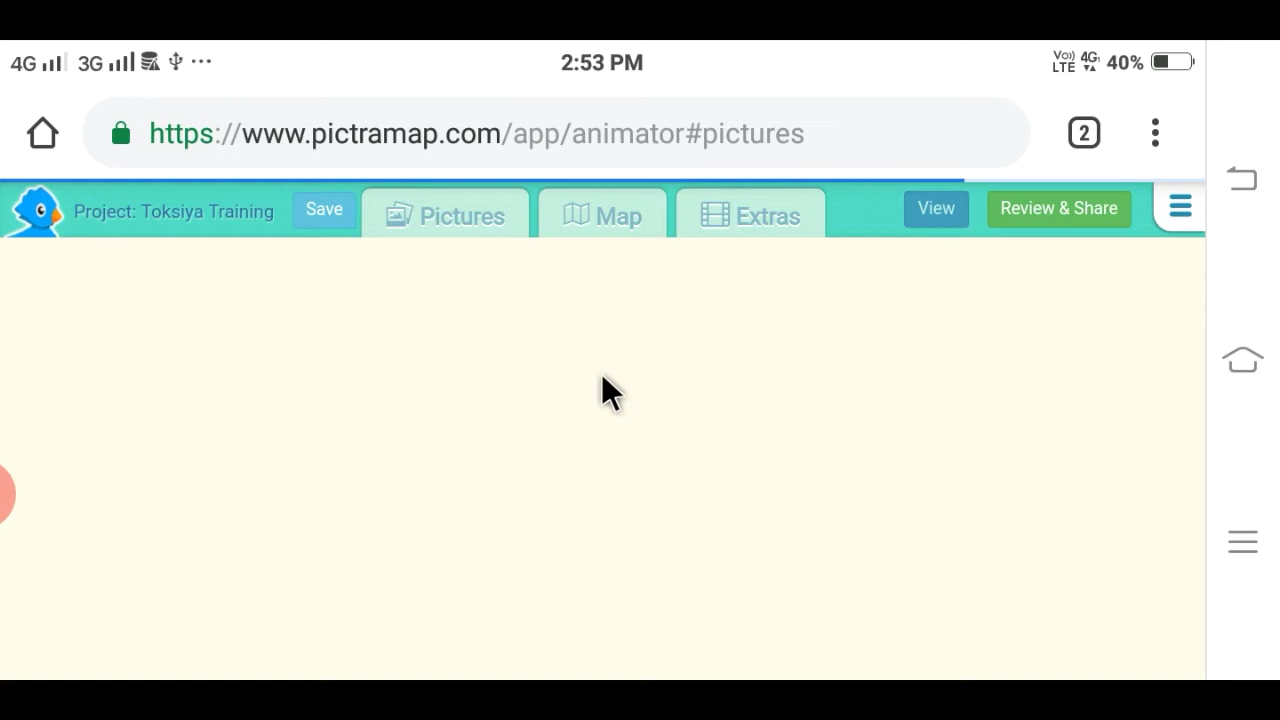 4G 3G ... 2:53 PM Vo)) LTE 4G 40%
https://www.pictramap.com/app/animator#pictures 2
Project: Toksiya Training Save Pictures Map Extras View Review & Share